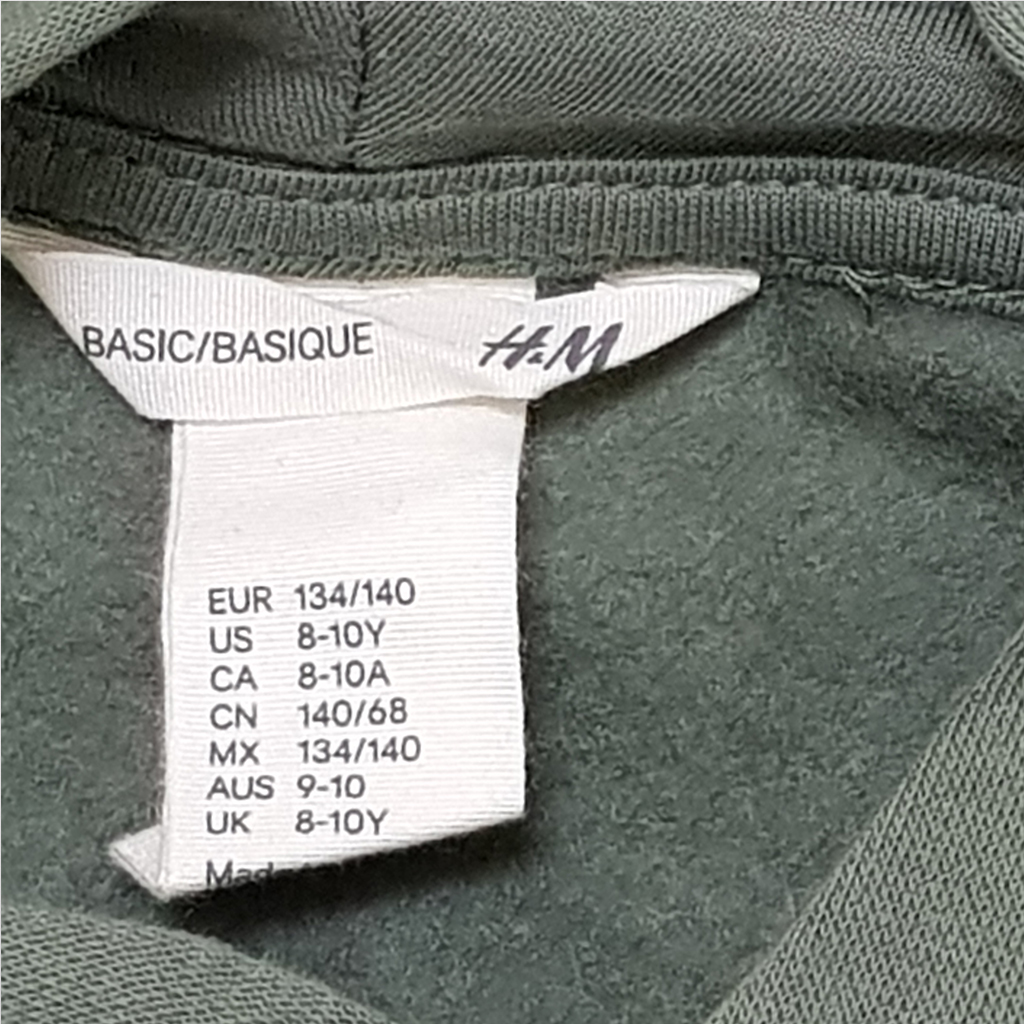 BASIC/BASIQUE H&M
EUR 134/140
US 8-10Y
CA 8-10A
CN 140/68
MX 134/140
AUS 9-10
UK 8-10Y